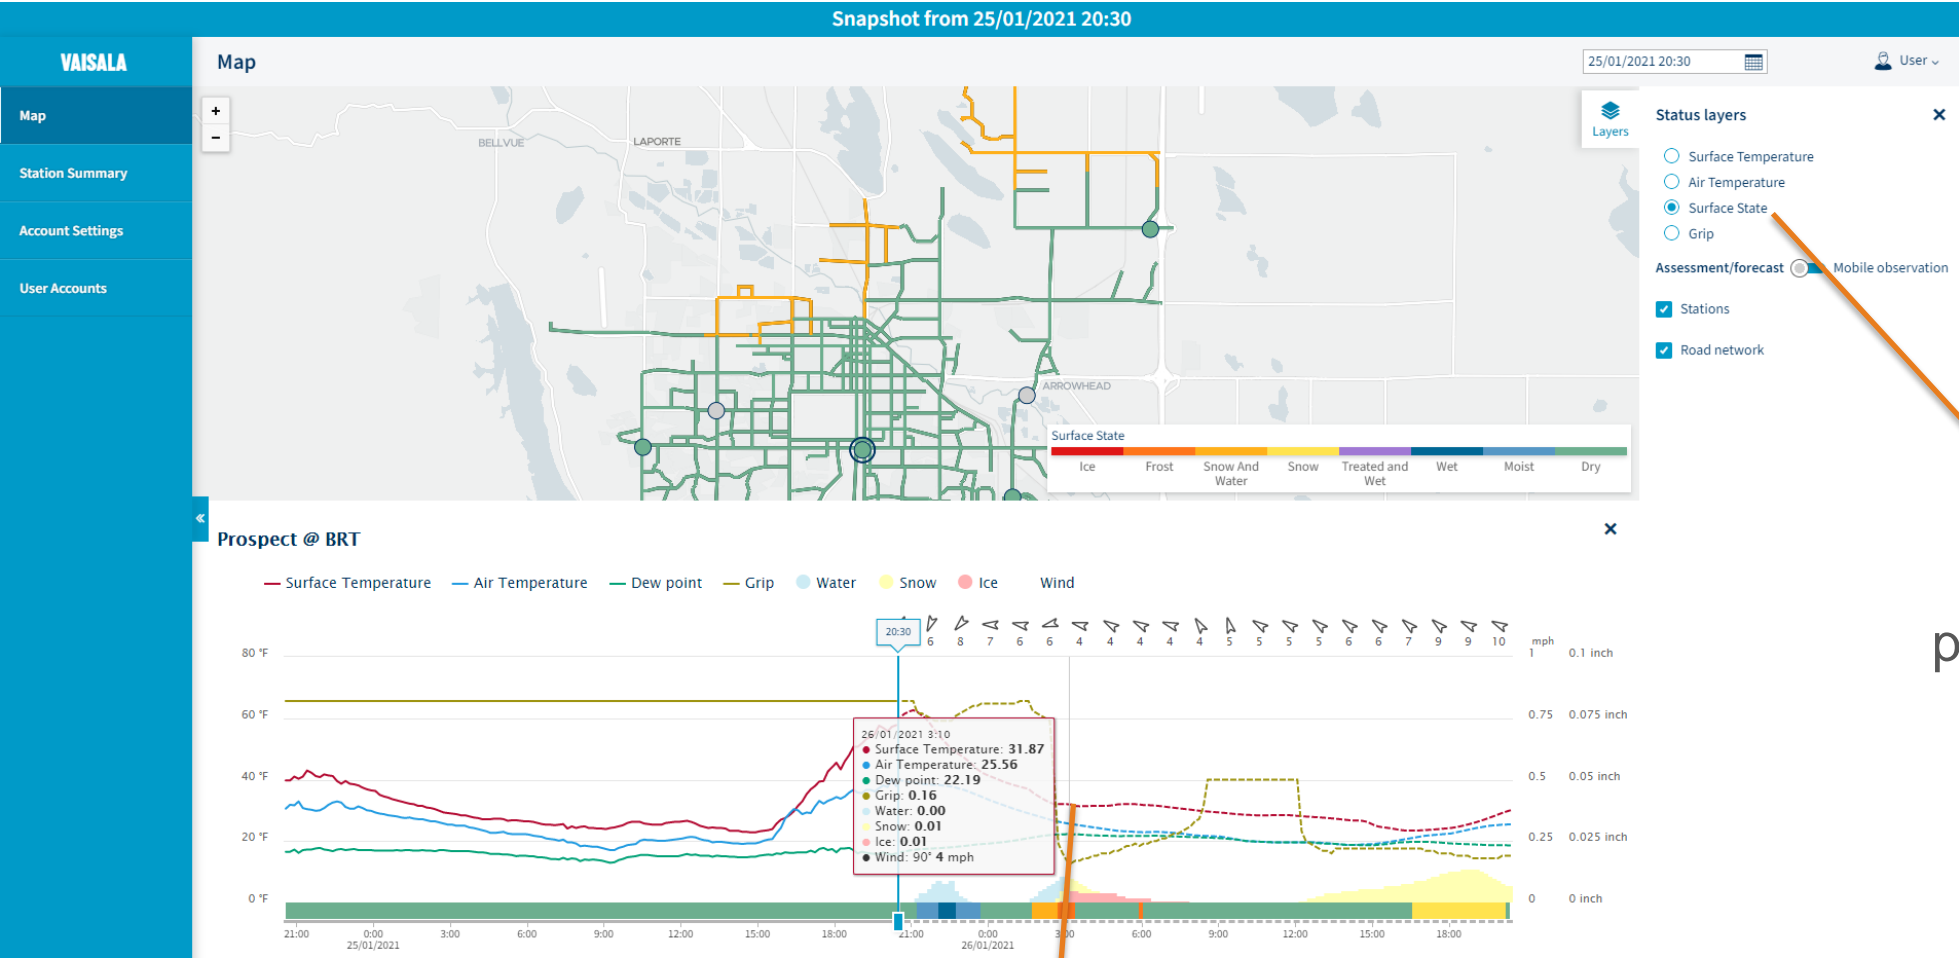 Snapshot from 25/01/2021 20:30
VAISALA
Map
Station Summary
Account Settings
User Accounts
Map
25/01/2021 20:30
User
+
−
BELLVUE
LAPORTE
ARROWHEAD
Layers
Status layers
Surface Temperature
Air Temperature
Surface State
Grip
Assessment/forecast Mobile observation
Stations
Road network
Surface State
Ice Frost Snow And Water Snow Treated and Wet Wet Moist Dry
«
Prospect @ BRT
Surface Temperature Air Temperature Dew point Grip Water Snow Ice Wind
20:30
6 8 7 6 6 4 4 4 4 4 5 5 5 5 6 6 7 9 9 10 mph
80 °F 1 0.1 inch
60 °F 0.75 0.075 inch
40 °F 0.5 0.05 inch
20 °F 0.25 0.025 inch
0 °F 0 0 inch
26/01/2021 3:10
Surface Temperature: 31.87
Air Temperature: 25.56
Dew point: 22.19
Grip: 0.16
Water: 0.00
Snow: 0.01
Ice: 0.01
Wind: 90° 4 mph
21:00 0:00 3:00 6:00 9:00 12:00 15:00 18:00 21:00 0:00 3:00 6:00 9:00 12:00 15:00 18:00
25/01/2021 26/01/2021
p